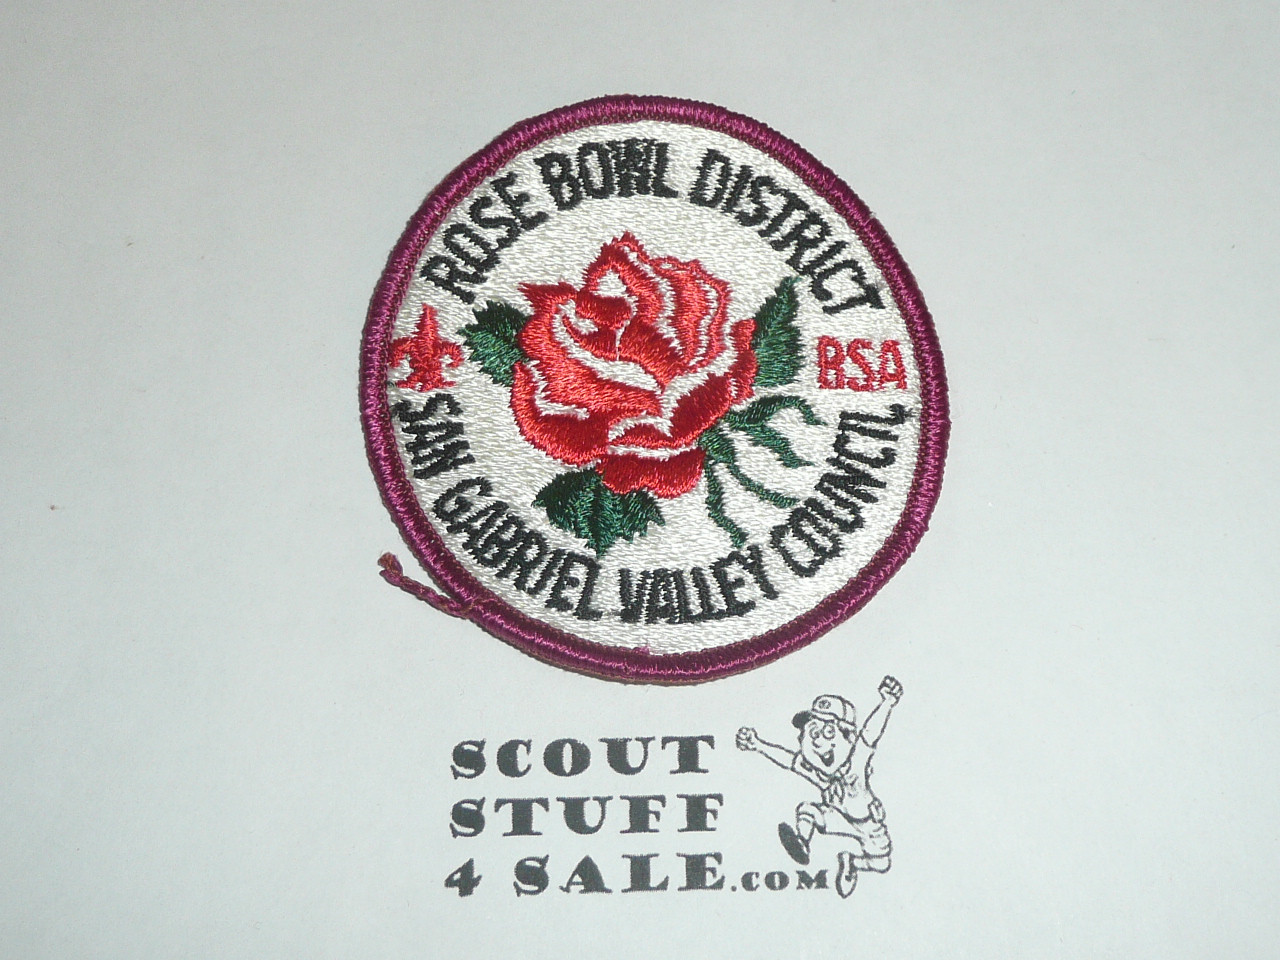 ROSE BOWL DISTRICT
BSA
SAN GABRIEL VALLEY COUNCIL
SCOUT
STUFF
4 SALE.COM